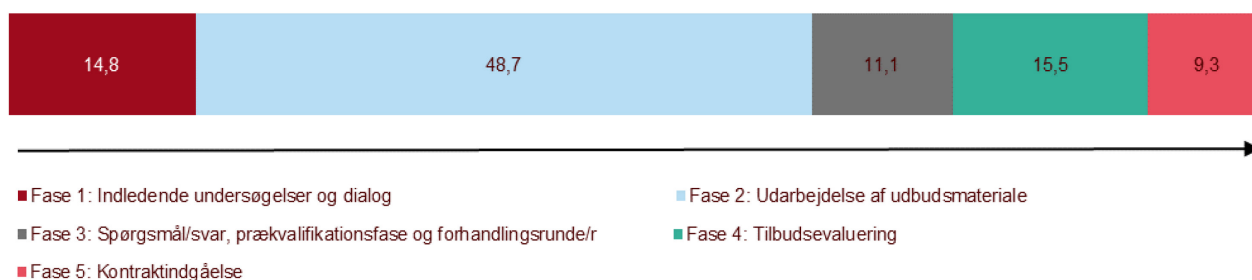 14,8 48,7 11,1 15,5 9,3
Fase 1: Indledende undersøgelser og dialog
Fase 2: Udarbejdelse af udbudsmateriale
Fase 3: Spørgsmål/svar, prækvalifikationsfase og forhandlingsrunde/r
Fase 4: Tilbudsevaluering
Fase 5: Kontraktindgåelse